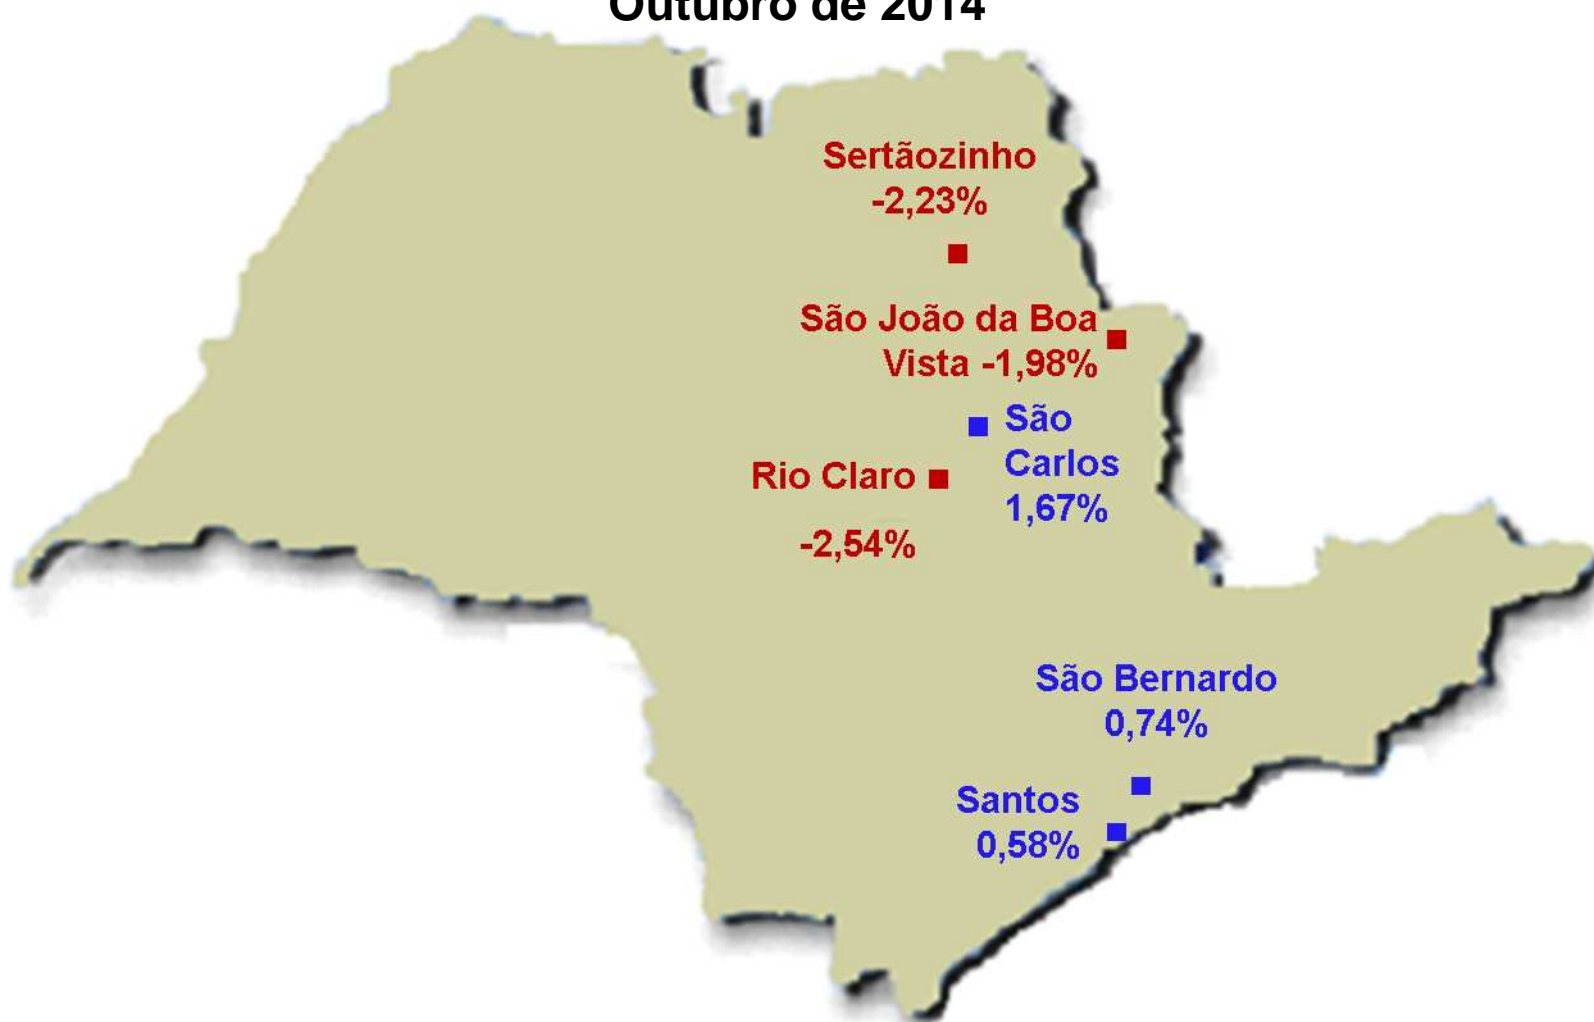 Outubro de 2014
Sertãozinho
-2,23%
São João da Boa
Vista -1,98%
São
Carlos
1,67%
Rio Claro
-2,54%
São Bernardo
0,74%
Santos
0,58%